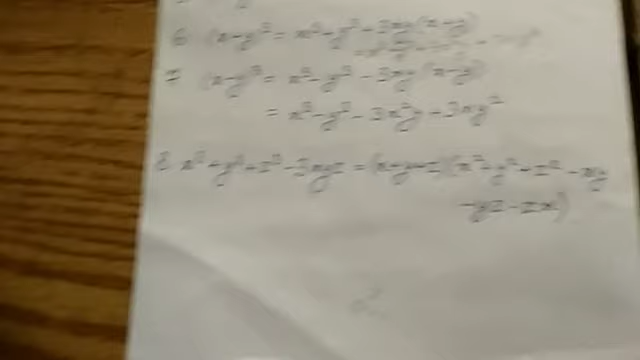 6 (x+y)³ = x³+y³+3xy(x+y)
7 (x-y)³ = x³-y³-3xy(x-y)
= x³-y³-3x²y+3xy²
8 x³+y³+z³-3xyz = (x+y+z)(x²+y²+z²-xy
-yz-zx)